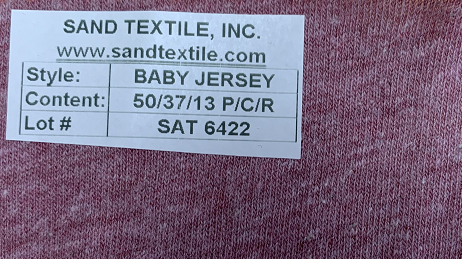 SAND TEXTILE, INC.
www.sandtextile.com
Style: BABY JERSEY
Content: 50/37/13 P/C/R
Lot # SAT 6422